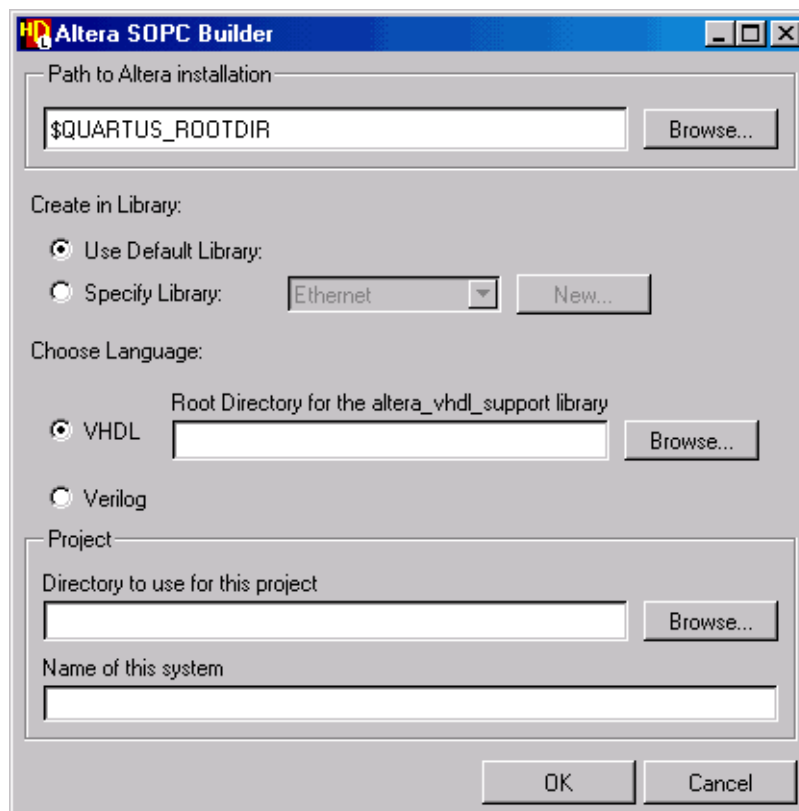 HDL Altera SOPC Builder
Path to Altera installation
$QUARTUS_ROOTDIR Browse...
Create in Library:
Use Default Library:
Specify Library: Ethernet New...
Choose Language:
Root Directory for the altera_vhdl_support library
VHDL Browse...
Verilog
Project
Directory to use for this project
Browse...
Name of this system
OK Cancel